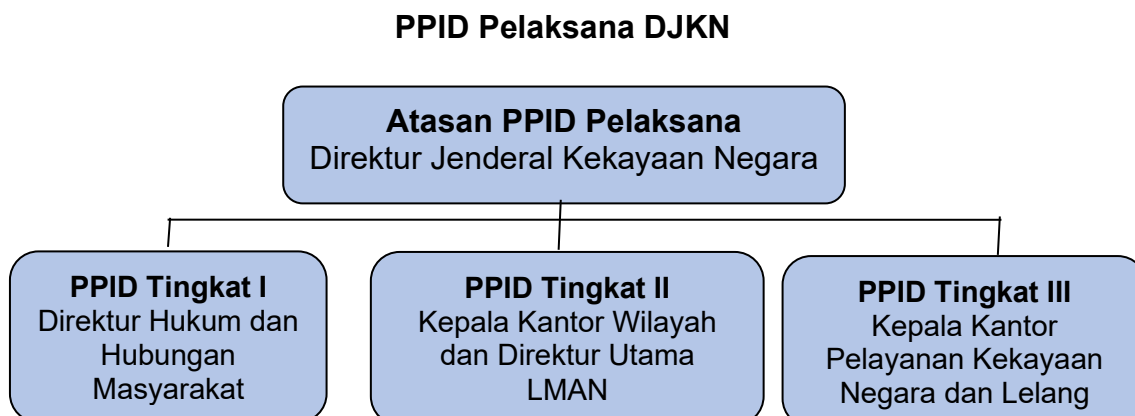 PPID Pelaksana DJKN
Atasan PPID Pelaksana
Direktur Jenderal Kekayaan Negara
PPID Tingkat I
Direktur Hukum dan
Hubungan
Masyarakat
PPID Tingkat II
Kepala Kantor Wilayah
dan Direktur Utama
LMAN
PPID Tingkat III
Kepala Kantor
Pelayanan Kekayaan
Negara dan Lelang